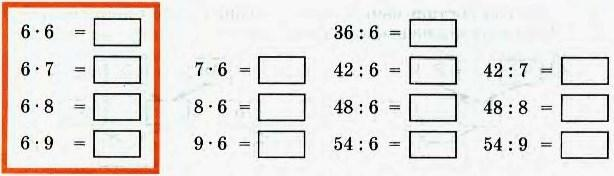 6 · 6 =
36 : 6 =
6 · 7 =
7 · 6 =
42 : 6 =
42 : 7 =
6 · 8 =
8 · 6 =
48 : 6 =
48 : 8 =
6 · 9 =
9 · 6 =
54 : 6 =
54 : 9 =